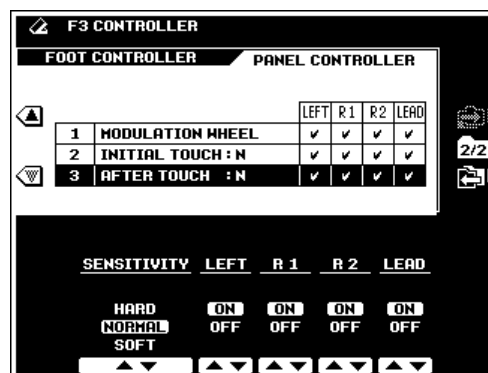 F3 CONTROLLER
FOOT CONTROLLER PANEL CONTROLLER
LEFT R1 R2 LEAD
1 MODULATION WHEEL
2 INITIAL TOUCH : N
2/2
3 AFTER TOUCH : N
SENSITIVITY LEFT R1 R2 LEAD
HARD ON ON ON ON
NORMAL OFF OFF OFF OFF
SOFT